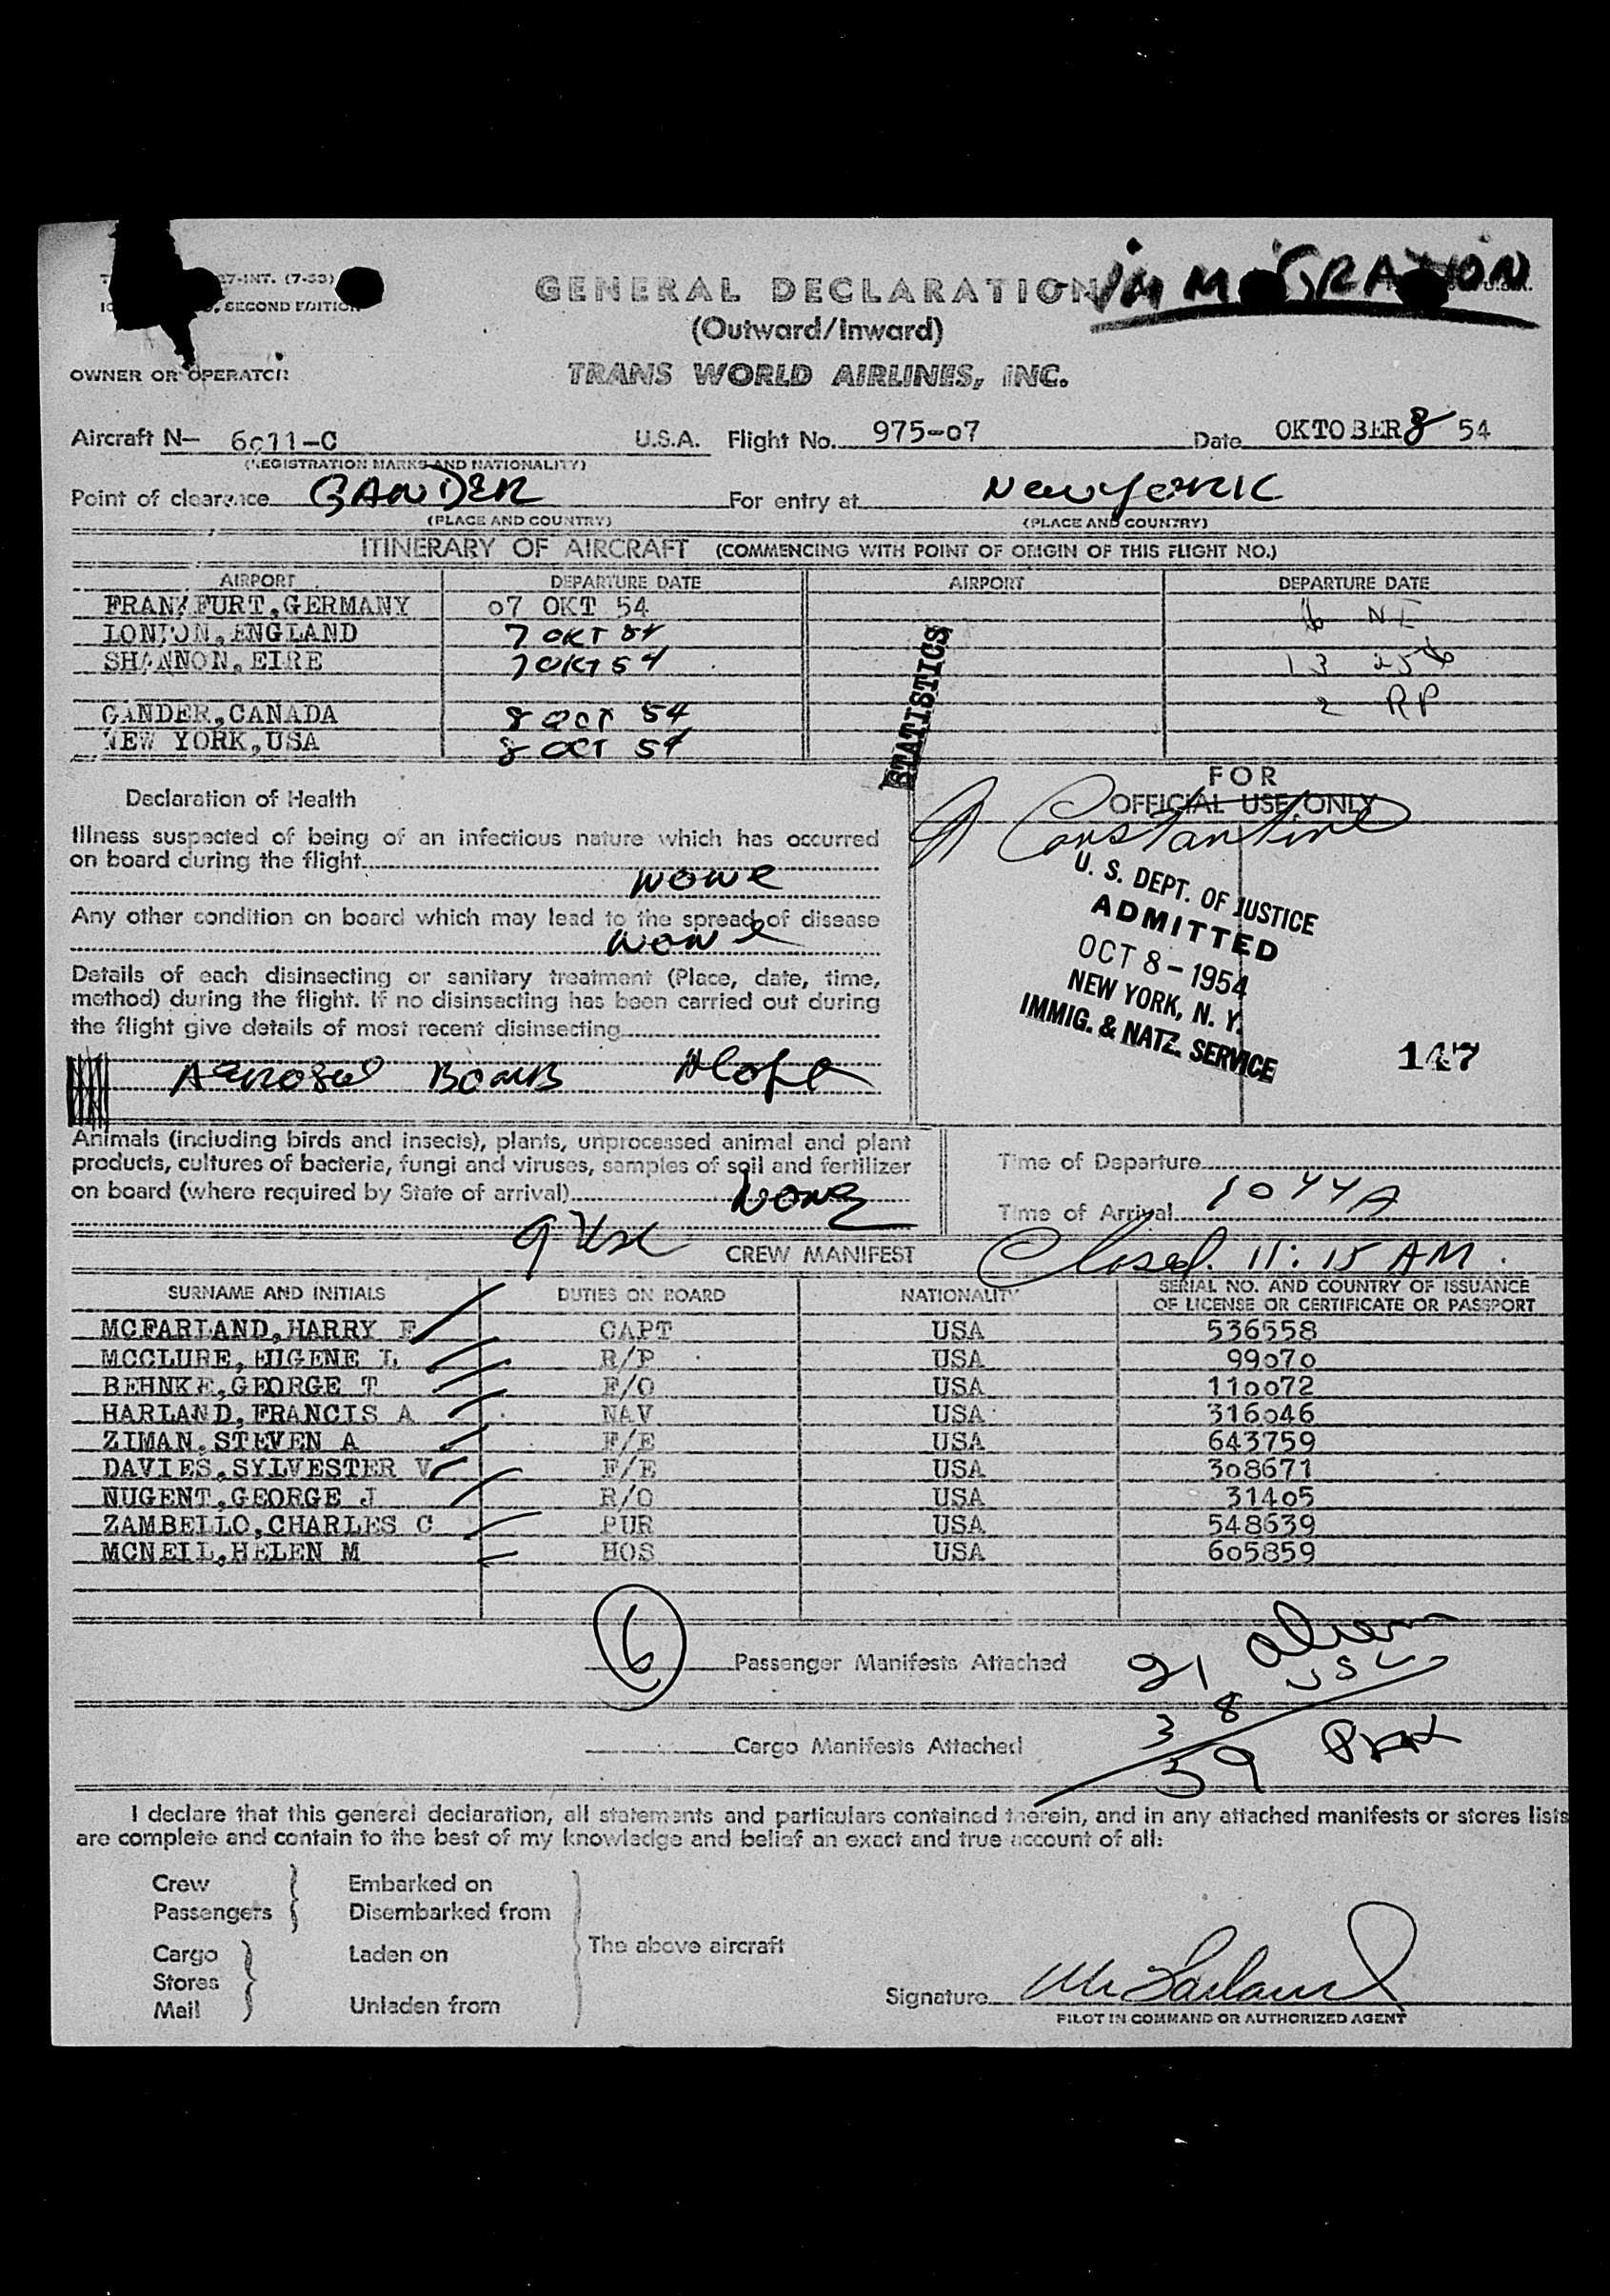 27-INT. (7-53)
SECOND EDITION
IMMIGRATION
GENERAL DECLARATION
(Outward/Inward)
OWNER OR OPERATOR
TRANS WORLD AIRLINES, INC.
Aircraft N— 6011-C U.S.A. Flight No. 975-07 Date OKTOBER 8 54
(REGISTRATION MARKS AND NATIONALITY)
Point of clearance GANDER For entry at New York
(PLACE AND COUNTRY) (PLACE AND COUNTRY)
ITINERARY OF AIRCRAFT (COMMENCING WITH POINT OF ORIGIN OF THIS FLIGHT NO.)
AIRPORT DEPARTURE DATE AIRPORT DEPARTURE DATE
FRANKFURT,GERMANY 07 OKT 54
LONDON,ENGLAND 7 OKT 54
SHANNON,EIRE 7 OKT 54 13
GANDER,CANADA 8 OCT 54 2 RP
NEW YORK,USA 8 OCT 54
STATISTICS
FOR
OFFICIAL USE ONLY
Constantine
Declaration of Health
Illness suspected of being of an infectious nature which has occurred
on board during the flight
NONE
Any other condition on board which may lead to the spread of disease
NONE
Details of each disinsecting or sanitary treatment (Place, date, time,
method) during the flight. If no disinsecting has been carried out during
the flight give details of most recent disinsecting
Aerosol BOMB
U. S. DEPT. OF JUSTICE
ADMITTED
OCT 8 - 1954
NEW YORK, N. Y.
IMMIG. & NATZ. SERVICE
147
Animals (including birds and insects), plants, unprocessed animal and plant
products, cultures of bacteria, fungi and viruses, samples of soil and fertilizer
on board (where required by State of arrival) NONE
Time of Departure
Time of Arrival 1044A
CREW MANIFEST Closed. 11:15 AM.
SURNAME AND INITIALS DUTIES ON BOARD NATIONALITY SERIAL NO. AND COUNTRY OF ISSUANCE
OF LICENSE OR CERTIFICATE OR PASSPORT
MCFARLAND,HARRY F CAPT USA 536558
MCCLURE,EUGENE L R/P USA 99070
BEHNKE,GEORGE T F/O USA 110072
HARLAND,FRANCIS A NAV USA 316046
ZIMAN,STEVEN A F/E USA 643759
DAVIES,SYLVESTER V F/E USA 308671
NUGENT,GEORGE J R/O USA 31405
ZAMBELLO,CHARLES C PUR USA 548639
MCNEIL,HELEN M HOS USA 605859
6 Passenger Manifests Attached 21 alien
38 USC
Cargo Manifests Attached 59
I declare that this general declaration, all statements and particulars contained therein, and in any attached manifests or stores lists
are complete and contain to the best of my knowledge and belief an exact and true account of all:
Crew Embarked on
Passengers Disembarked from
The above aircraft
Cargo Laden on
Stores
Mail Unladen from
Signature McFarland
PILOT IN COMMAND OR AUTHORIZED AGENT